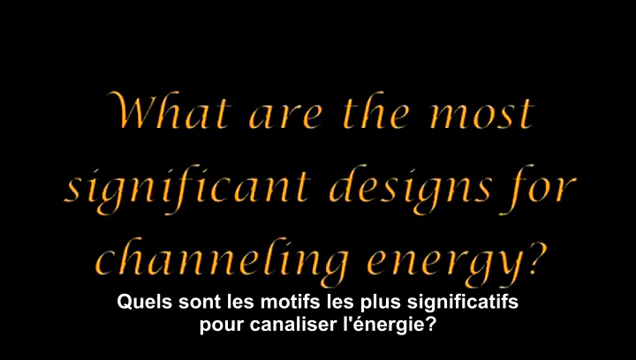 What are the most
significant designs for
channeling energy?
Quels sont les motifs les plus significatifs
pour canaliser l'énergie?